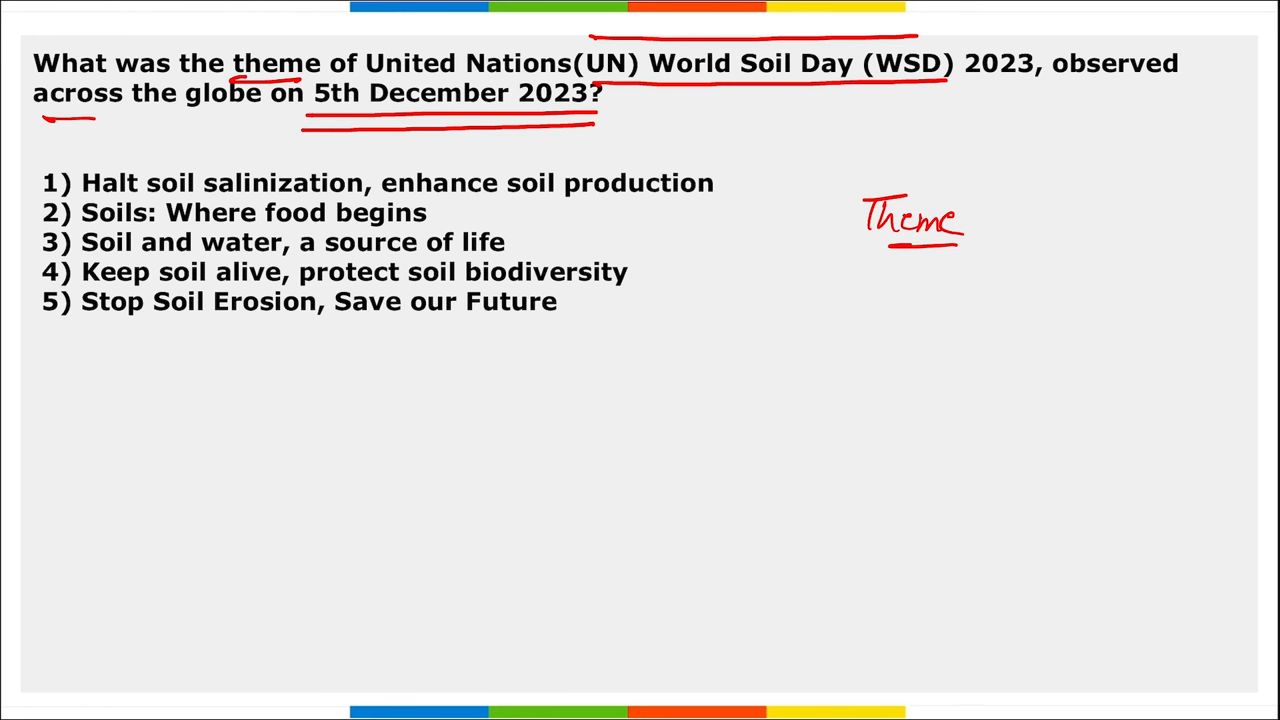 What was the theme of United Nations(UN) World Soil Day (WSD) 2023, observed
across the globe on 5th December 2023?
1) Halt soil salinization, enhance soil production
2) Soils: Where food begins
3) Soil and water, a source of life
4) Keep soil alive, protect soil biodiversity
5) Stop Soil Erosion, Save our Future
Theme